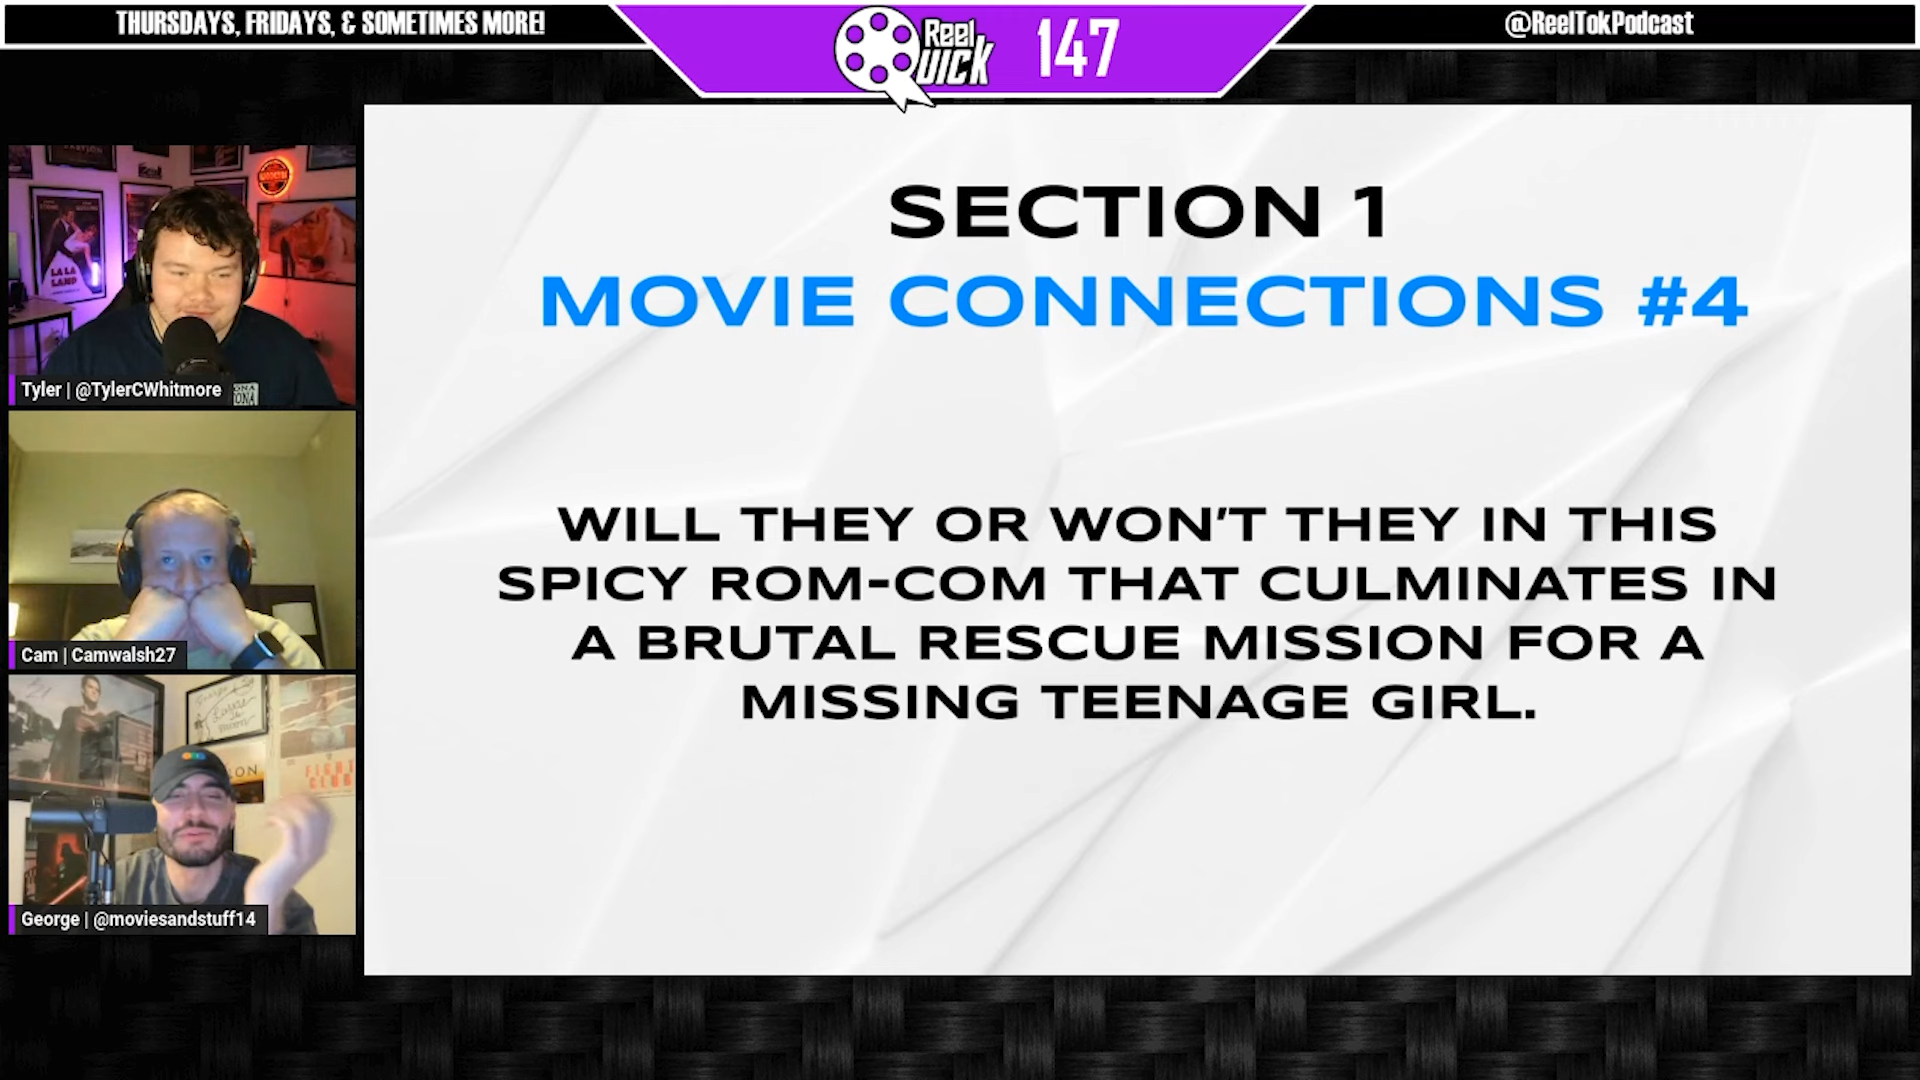 THURSDAYS, FRIDAYS, & SOMETIMES MORE!
Reel
QUICK
147
@ReelTokPodcast
LA LA
LAND
Tyler | @TylerCWhitmore
Cam | Camwalsh27
FIGHT
CLUB
George | @moviesandstuff14
SECTION 1
MOVIE CONNECTIONS #4
WILL THEY OR WON'T THEY IN THIS
SPICY ROM-COM THAT CULMINATES IN
A BRUTAL RESCUE MISSION FOR A
MISSING TEENAGE GIRL.